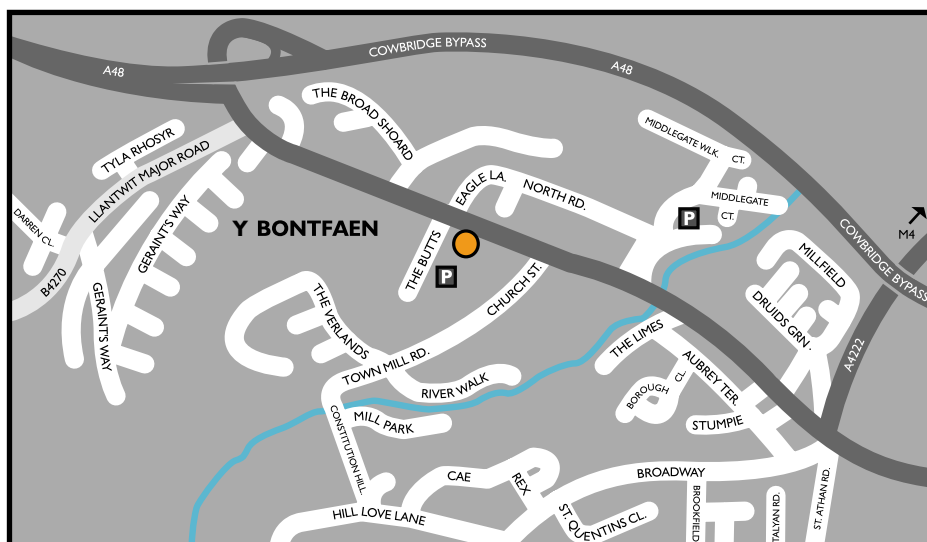 COWBRIDGE BYPASS
A48
A48
THE BROAD SHOARD
TYLA RHOSYR
MIDDLEGATE WLK.
CT.
LLANTWIT MAJOR ROAD
EAGLE LA.
NORTH RD.
MIDDLEGATE
CT.
DARREN CL.
GERAINT'S WAY
Y BONTFAEN
P
M4
COWBRIDGE BYPASS
THE BUTTS
P
MILLFIELD
B4270
GERAINT'S WAY
THE VERLANDS
CHURCH ST.
DRUIDS GRN.
THE LIMES
A4222
TOWN MILL RD.
AUBREY TER.
RIVER WALK
BOROUGH CL.
STUMPIE
CONSTITUTION HILL
MILL PARK
CAE
REX
BROADWAY
HILL LOVE LANE
ST. QUENTINS CL.
BROOKFIELD
TALYAN RD.
ST. ATHAN RD.